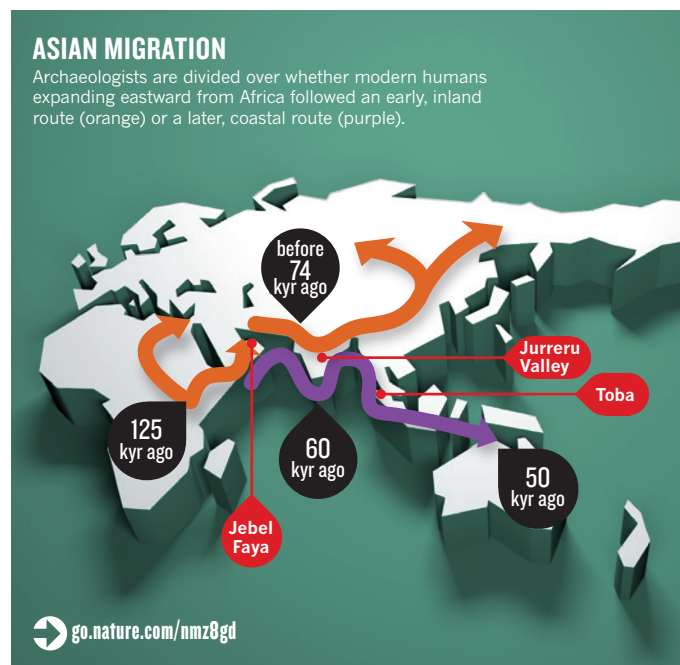 ASIAN MIGRATION
Archaeologists are divided over whether modern humans
expanding eastward from Africa followed an early, inland
route (orange) or a later, coastal route (purple).
before
74
kyr ago
Jurreru
Valley
Toba
125
kyr ago
60
kyr ago
50
kyr ago
Jebel
Faya
go.nature.com/nmz8gd